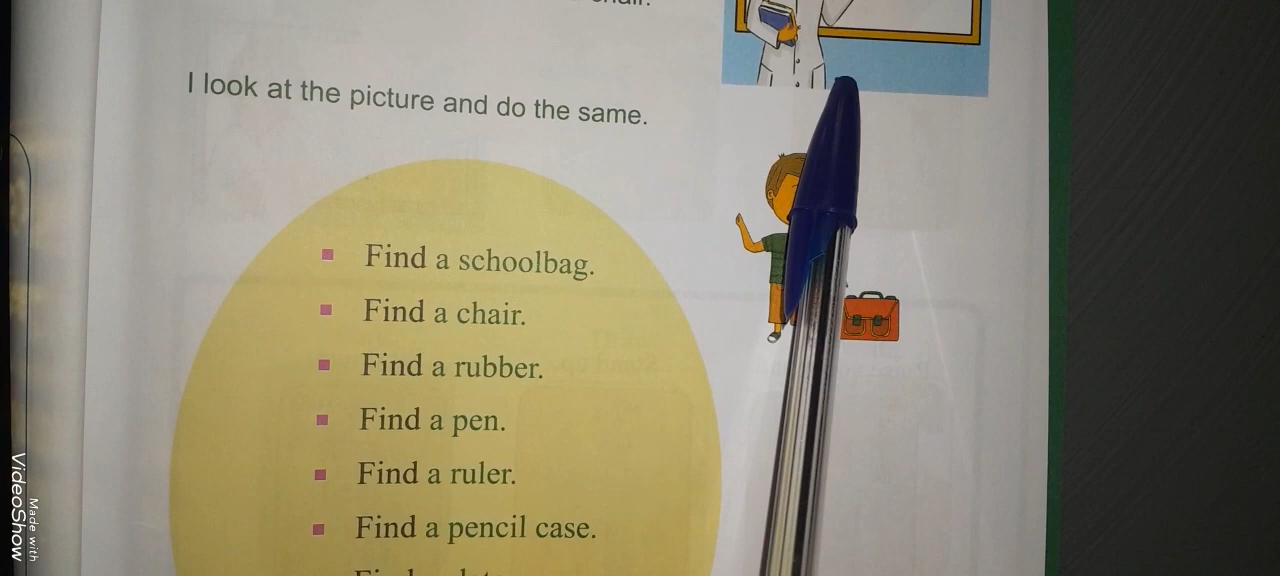 I look at the picture and do the same.
Find a schoolbag.
Find a chair.
Find a rubber.
Find a pen.
Find a ruler.
Find a pencil case.
Made with
VideoShow